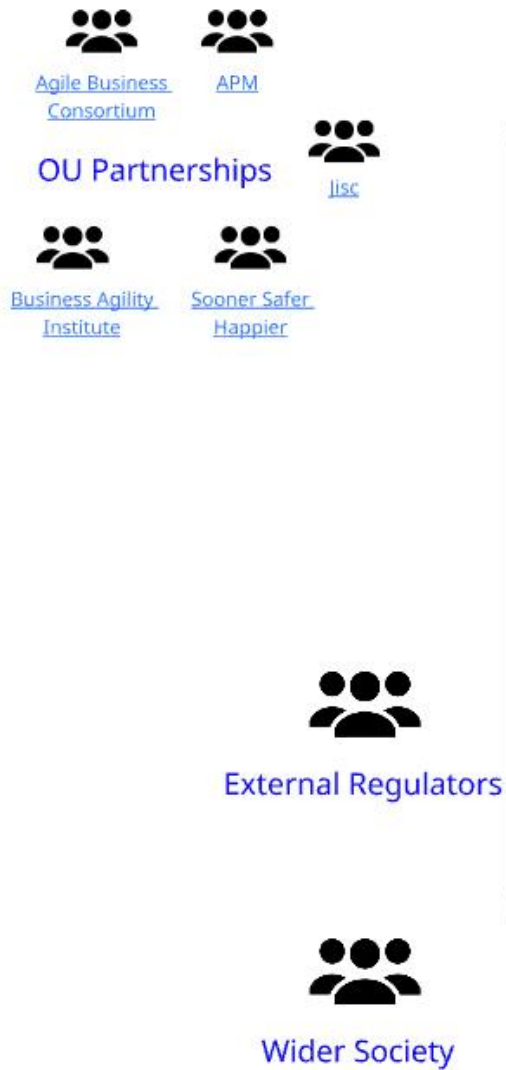 Agile Business
Consortium
APM
OU Partnerships
Jisc
Business Agility
Institute
Sooner Safer
Happier
External Regulators
Wider Society